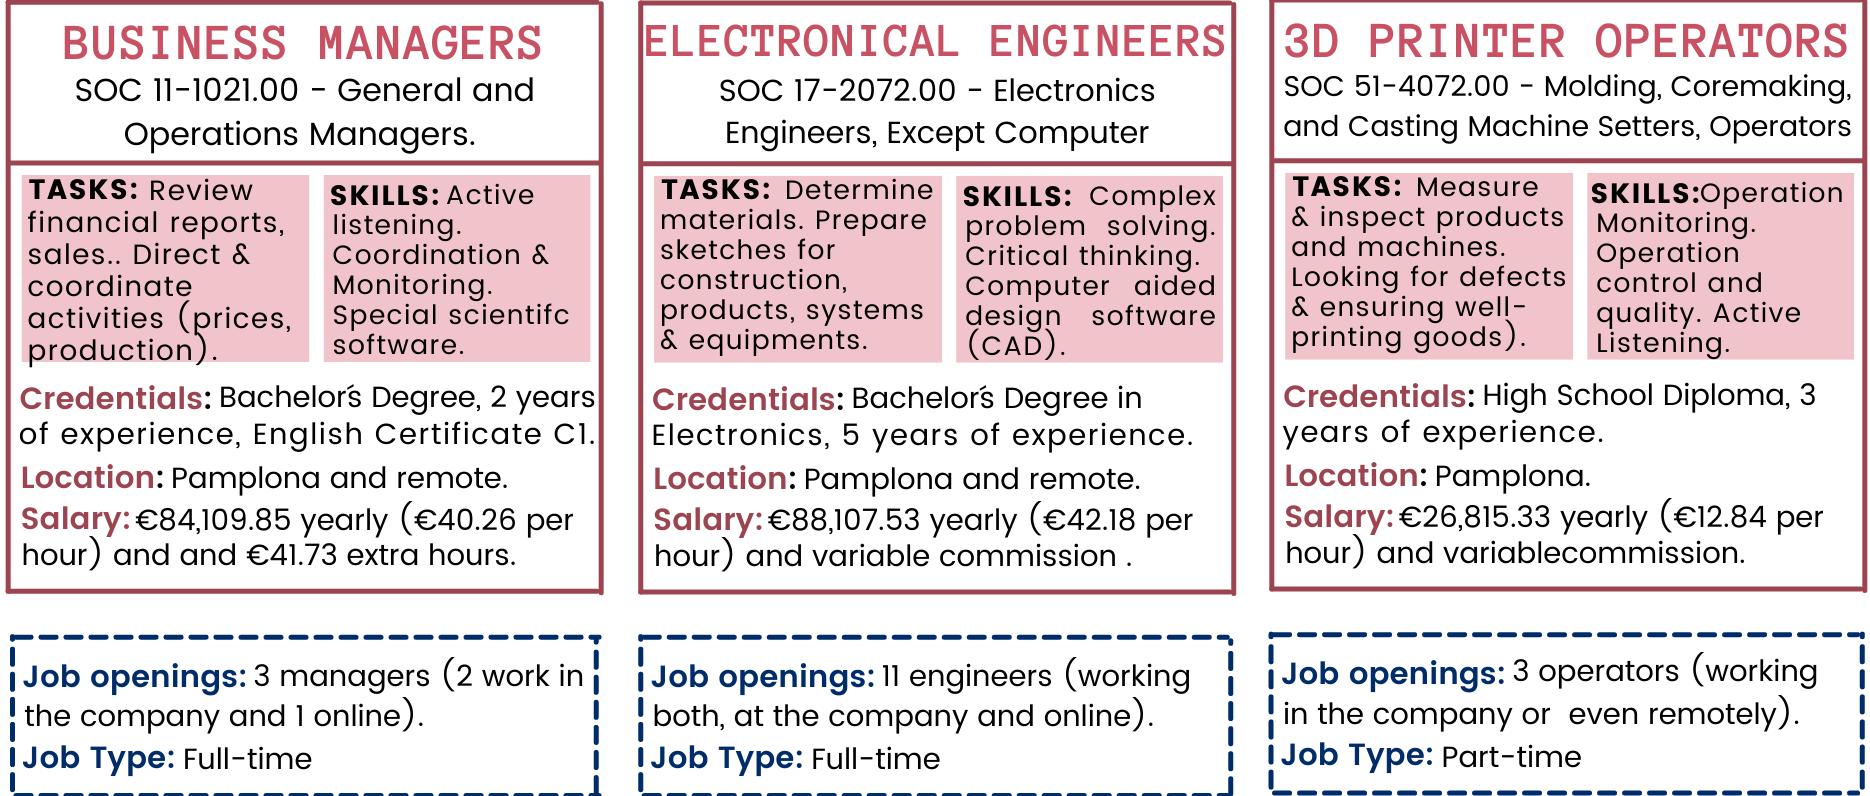 BUSINESS MANAGERS
SOC 11-1021.00 - General and
Operations Managers.
TASKS: Review
financial reports,
sales.. Direct &
coordinate
activities (prices,
production).
SKILLS: Active
listening.
Coordination &
Monitoring.
Special scientifc
software.
Credentials: Bachelor´s Degree, 2 years
of experience, English Certificate C1.
Location: Pamplona and remote.
Salary: €84,109.85 yearly (€40.26 per
hour) and and €41.73 extra hours.
Job openings: 3 managers (2 work in
the company and 1 online).
Job Type: Full-time
ELECTRONICAL ENGINEERS
SOC 17-2072.00 - Electronics
Engineers, Except Computer
TASKS: Determine
materials. Prepare
sketches for
construction,
products, systems
& equipments.
SKILLS: Complex
problem solving.
Critical thinking.
Computer aided
design software
(CAD).
Credentials: Bachelor´s Degree in
Electronics, 5 years of experience.
Location: Pamplona and remote.
Salary: €88,107.53 yearly (€42.18 per
hour) and variable commission .
Job openings: 11 engineers (working
both, at the company and online).
Job Type: Full-time
3D PRINTER OPERATORS
SOC 51-4072.00 - Molding, Coremaking,
and Casting Machine Setters, Operators
TASKS: Measure
& inspect products
and machines.
Looking for defects
& ensuring well-
printing goods).
SKILLS:Operation
Monitoring.
Operation
control and
quality. Active
Listening.
Credentials: High School Diploma, 3
years of experience.
Location: Pamplona.
Salary: €26,815.33 yearly (€12.84 per
hour) and variablecommission.
Job openings: 3 operators (working
in the company or even remotely).
Job Type: Part-time